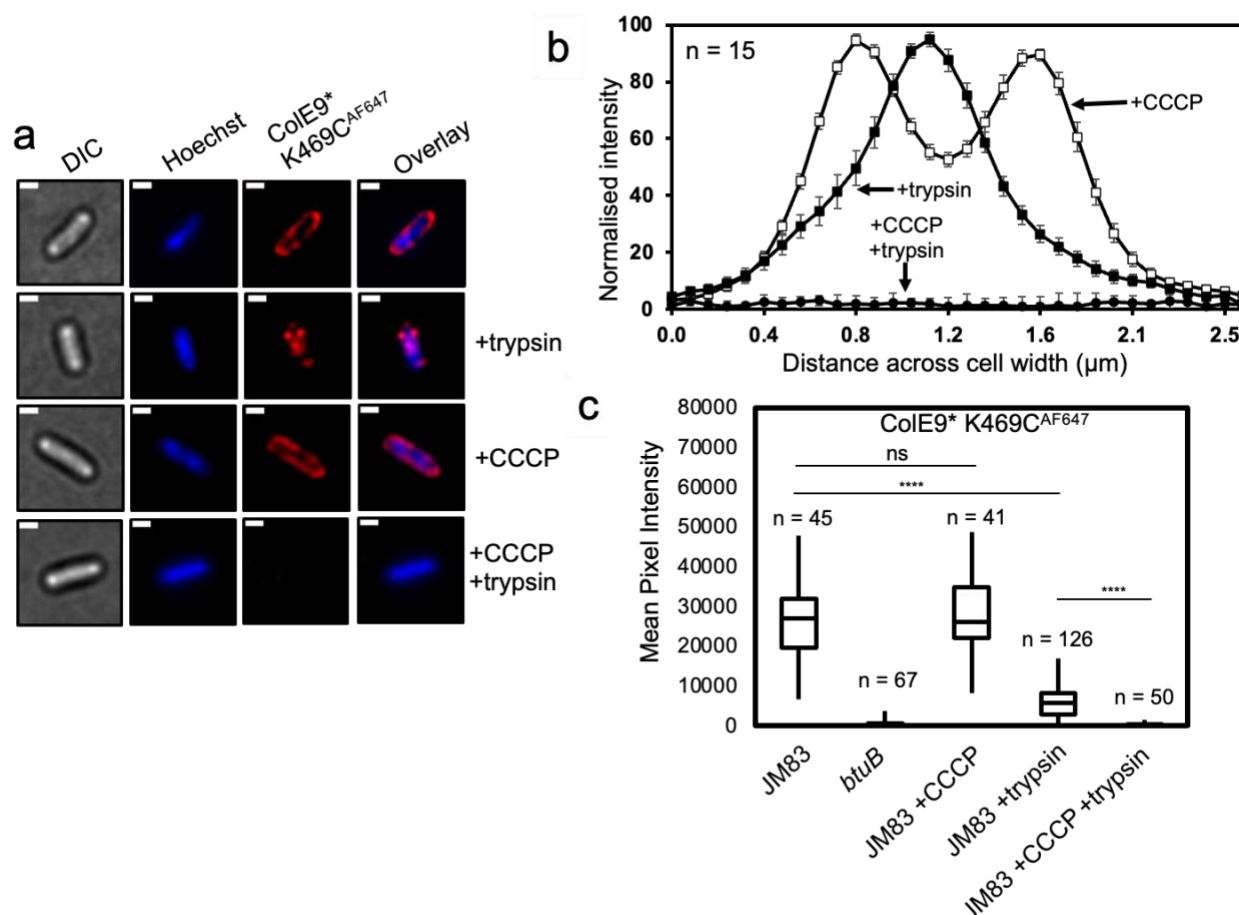 a
DIC
Hoechst
ColE9*
K469C^AF647
Overlay
+trypsin
+CCCP
+CCCP
+trypsin
b
n = 15
+CCCP
+trypsin
+CCCP
+trypsin
Normalised intensity
100
80
60
40
20
0
0.0 0.4 0.8 1.2 1.6 2.1 2.5
Distance across cell width (µm)
c
ColE9* K469C^AF647
ns
****
****
n = 45
n = 67
n = 41
n = 126
n = 50
Mean Pixel Intensity
80000
70000
60000
50000
40000
30000
20000
10000
0
JM83
btuB
JM83 +CCCP
JM83 +trypsin
JM83 +CCCP +trypsin